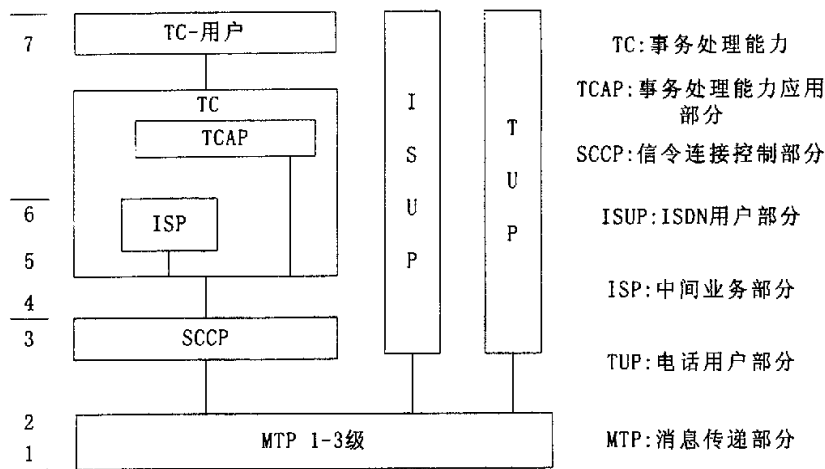 7
TC-用户
TC
TCAP
6
ISP
5
4
3
SCCP
2
1
MTP 1-3级
I
S
U
P
T
U
P
TC:事务处理能力
TCAP:事务处理能力应用
部分
SCCP:信令连接控制部分
ISUP:ISDN用户部分
ISP:中间业务部分
TUP:电话用户部分
MTP:消息传递部分